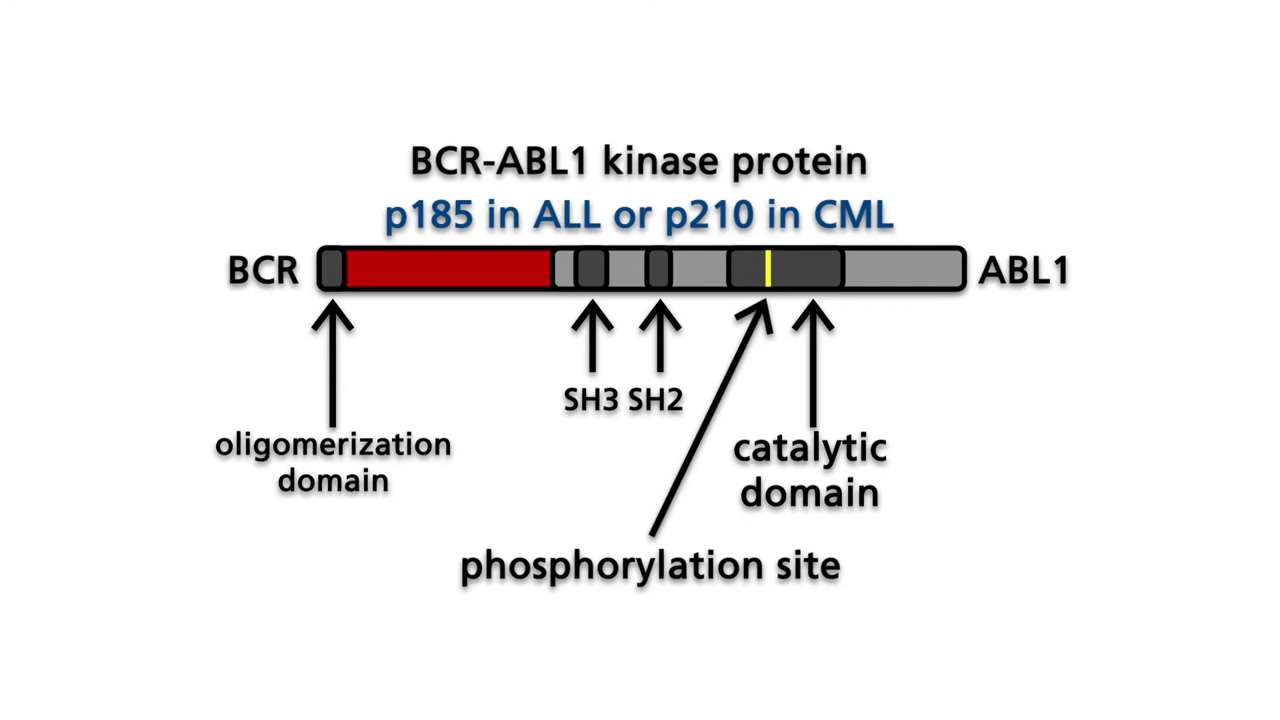 BCR-ABL1 kinase protein
p185 in ALL or p210 in CML
BCR
ABL1
SH3
SH2
oligomerization
domain
catalytic
domain
phosphorylation site